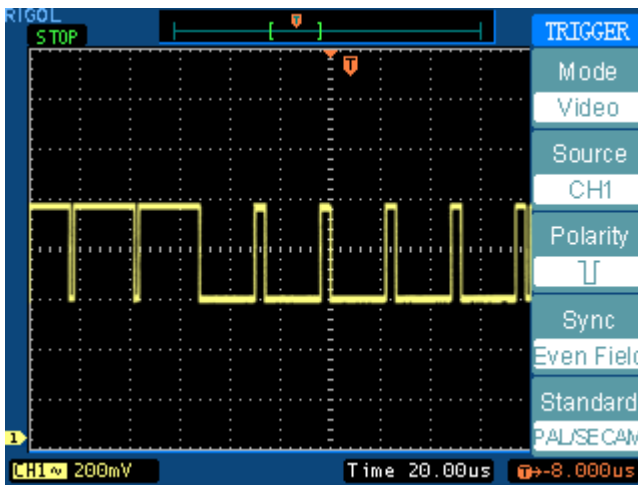 RIGOL
STOP
T
T
1
CH1~ 200mV
Time 20.00us
T→-8.000us
TRIGGER
Mode
Video
Source
CH1
Polarity
Sync
Even Field
Standard
PAL/SECAM